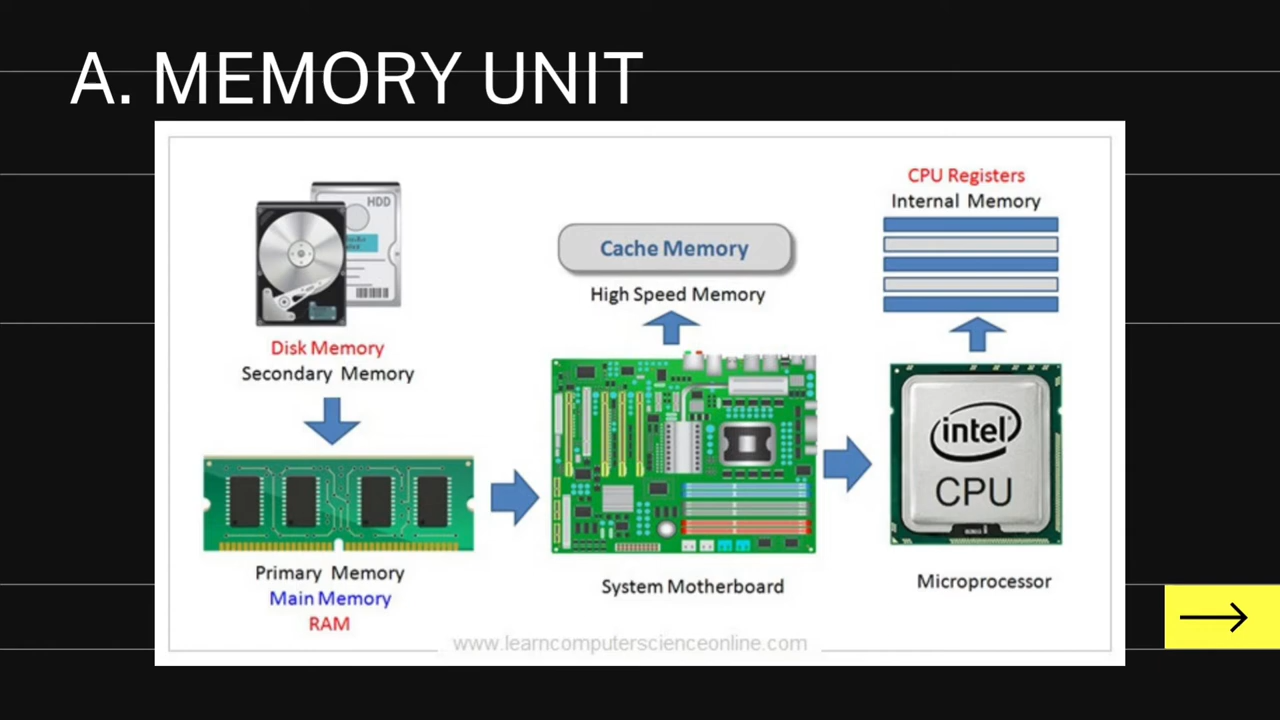 A. MEMORY UNIT
HDD
Disk Memory
Secondary Memory
Primary Memory
Main Memory
RAM
Cache Memory
High Speed Memory
System Motherboard
CPU Registers
Internal Memory
intel
CPU
Microprocessor
www.learncomputerscienceonline.com